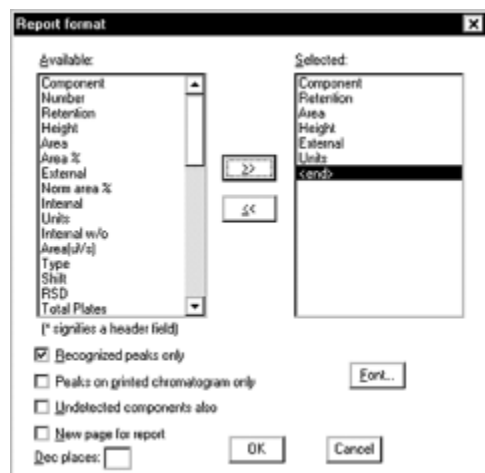 Report format
Available:
Component
Number
Retention
Height
Area
Area %
External
Norm area %
Internal
Units
Internal w/o
Area(uV/s)
Type
Shift
RSD
Total Plates
(* signifies a header field)
>>
<<
Selected:
Component
Retention
Area
Height
External
Units
<end>
Recognized peaks only
Peaks on printed chromatogram only
Undetected components also
New page for report
Dec places:
Font...
OK
Cancel